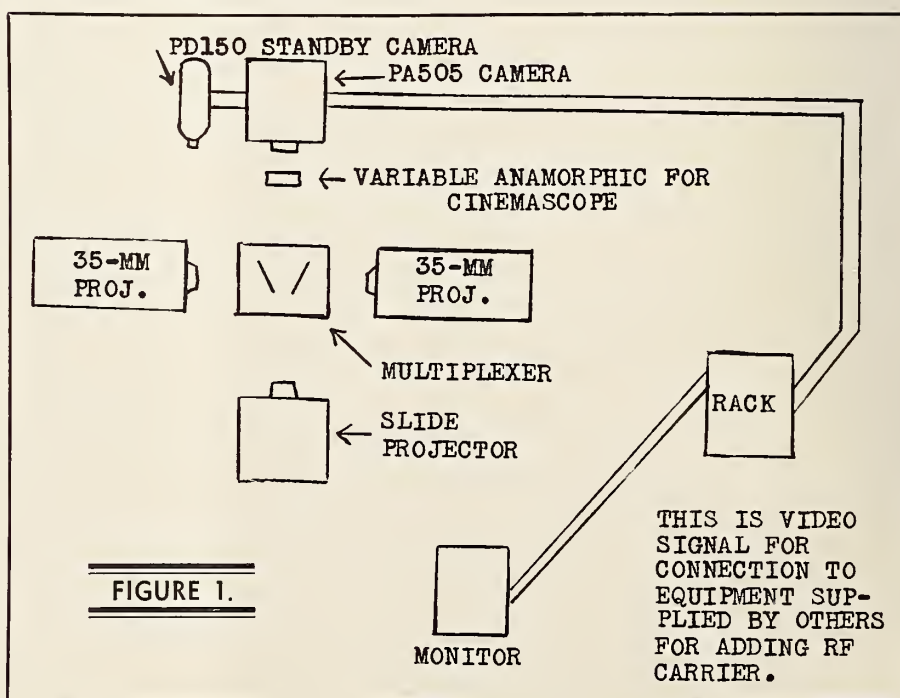 PD150 STANDBY CAMERA
PA505 CAMERA
VARIABLE ANAMORPHIC FOR
CINEMASCOPE
35-MM
PROJ.
35-MM
PROJ.
MULTIPLEXER
SLIDE
PROJECTOR
RACK
THIS IS VIDEO
SIGNAL FOR
CONNECTION TO
EQUIPMENT SUP-
PLIED BY OTHERS
FOR ADDING RF
CARRIER.
FIGURE 1.
MONITOR